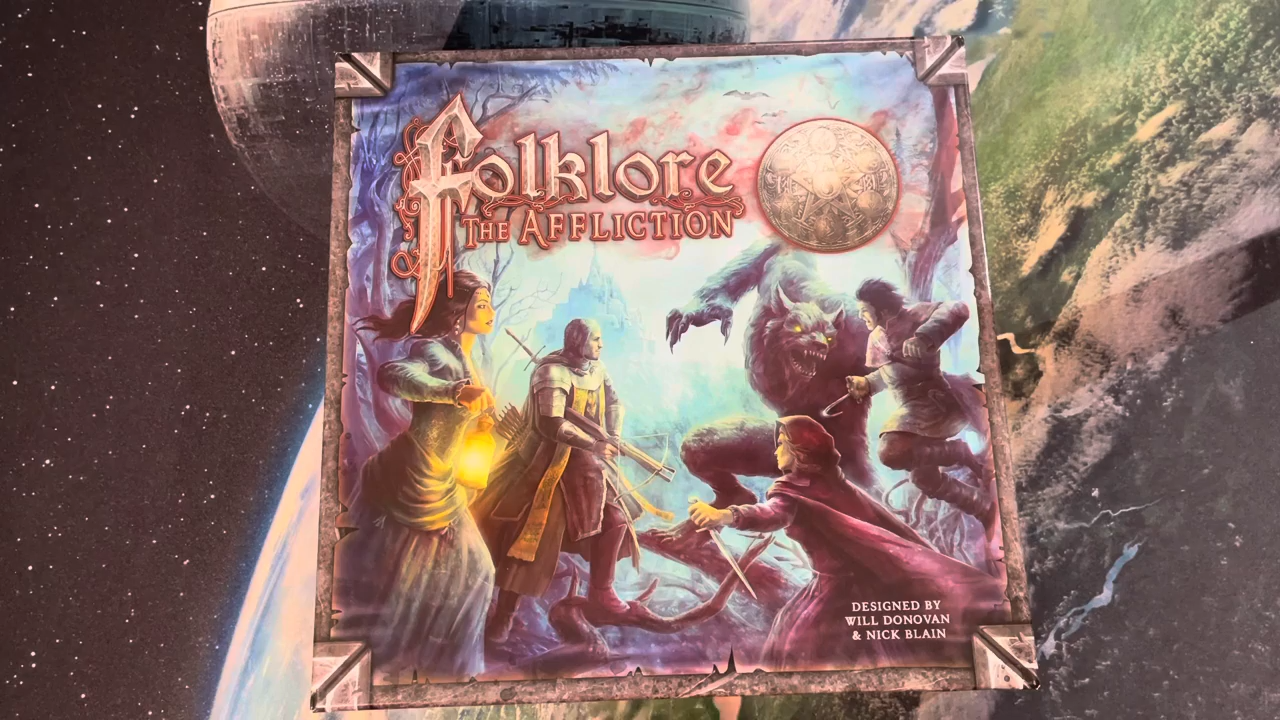 Folklore
THE AFFLICTION
DESIGNED BY
WILL DONOVAN
& NICK BLAIN